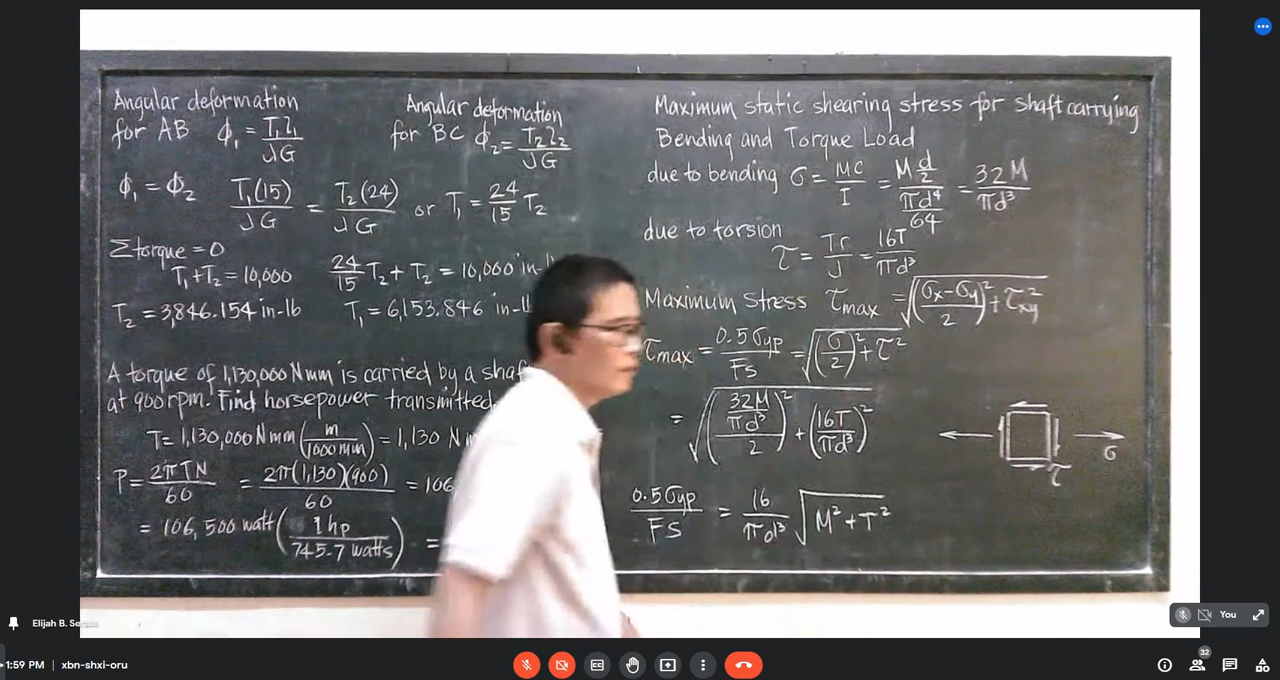 Angular deformation
for AB φ₁ = T₁L₁/JG
Angular deformation
for BC φ₂ = T₂L₂/JG
φ₁ = φ₂ T₁(15)/JG = T₂(24)/JG or T₁ = 24/15 T₂
Σtorque = 0
T₁+T₂ = 10,000 24/15 T₂ + T₂ = 10,000 in-
T₂ = 3,846.154 in-lb T₁ = 6,153.846 in-
A torque of 1,130,000 Nmm is carried by a
at 900 rpm. Find horsepower transmitted
T = 1,130,000 Nmm (m/1000mm) = 1,130 N
P = 2πTN/60 = 2π(1,130)(900)/60 = 106
= 106,500 watt (1 hp/745.7 watts) =
Maximum static shearing stress for shaft carrying
Bending and Torque Load
due to bending σ = MC/I = M d/2 / πd⁴/64 = 32M/πd³
due to torsion
τ = Tr/J = 16T/πd³
Maximum Stress τmax = √((σx-σy)/2)² + τxy²
τmax = 0.5σyp/Fs = √(σ/2)² + τ²
= √((32M/πd³)/2)² + (16T/πd³)²
σ
τ
0.5σyp/FS = 16/πd³ √M² + T²
Elijah B.
You
1:59 PM | xbn-shxi-oru
32